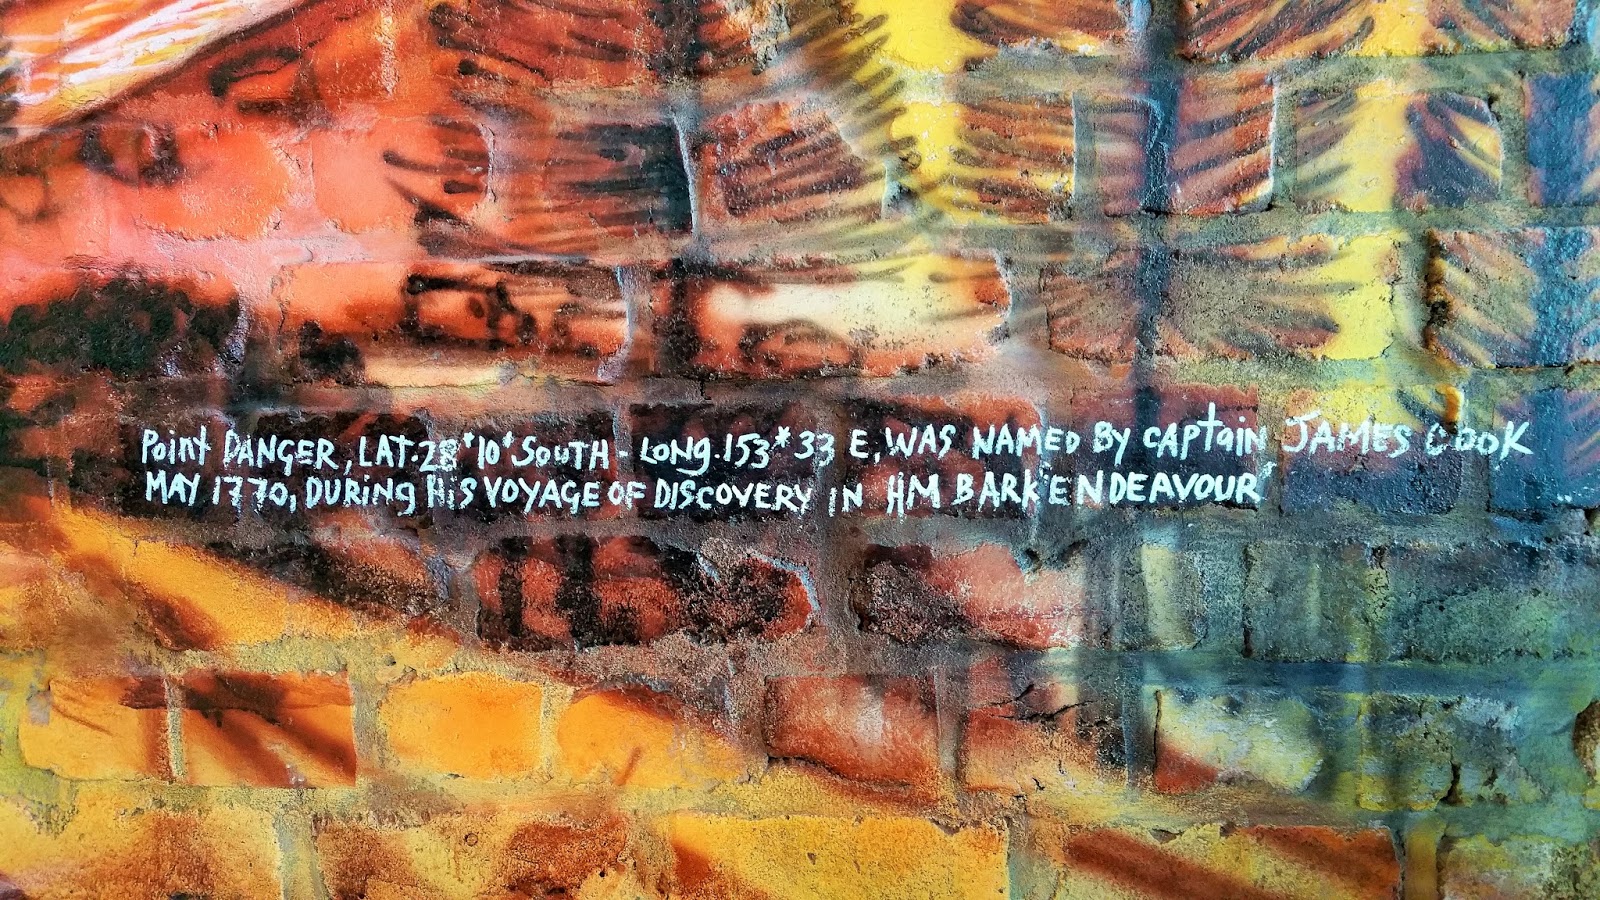 Point DANGER, LAT.28*10' SOUTH - LONg.153*33 E, WAS NAMED By CAPtain JAMES COOK
MAY 1770, DURINg HiS VOYAGE OF DISCOVERY IN HM BARK "ENDEAVOUR"